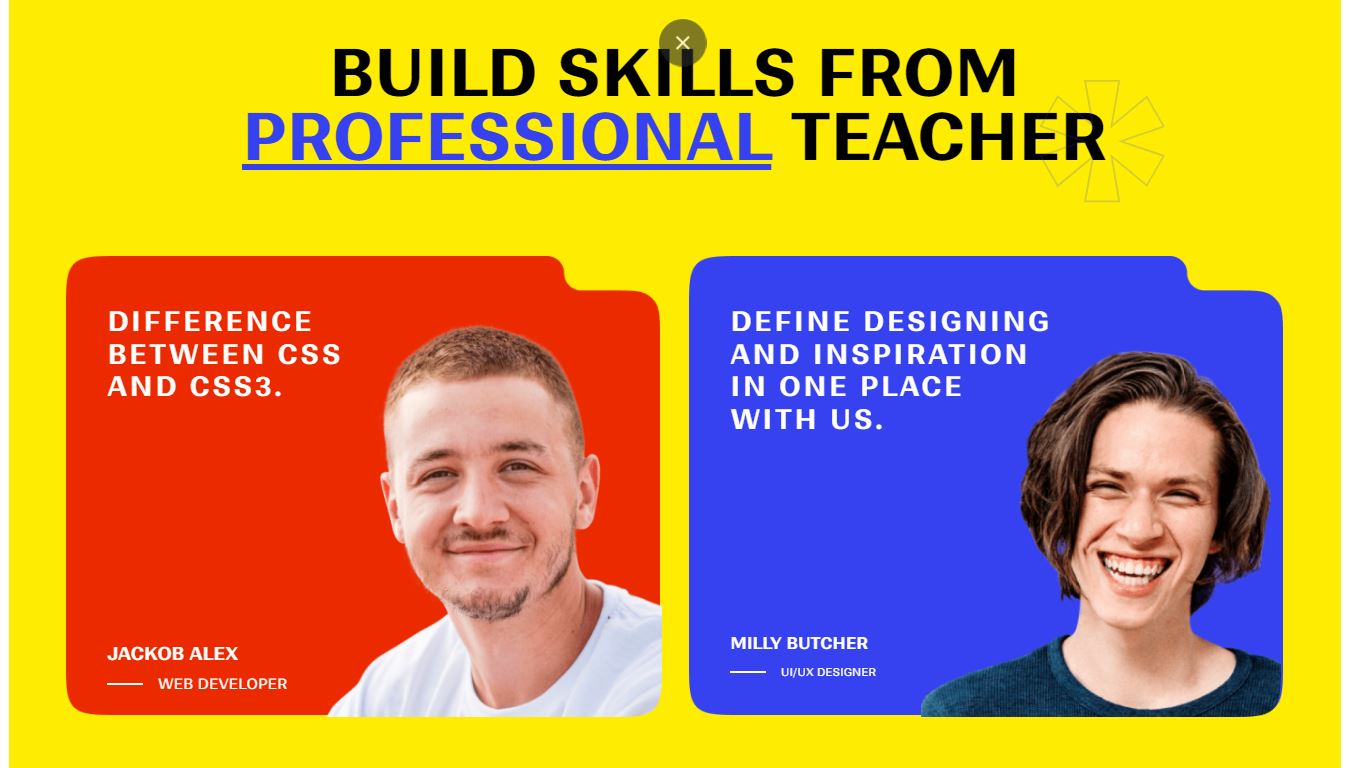 BUILD SKILLS FROM
PROFESSIONAL TEACHER
DIFFERENCE
BETWEEN CSS
AND CSS3.
JACKOB ALEX
WEB DEVELOPER
DEFINE DESIGNING
AND INSPIRATION
IN ONE PLACE
WITH US.
MILLY BUTCHER
UI/UX DESIGNER